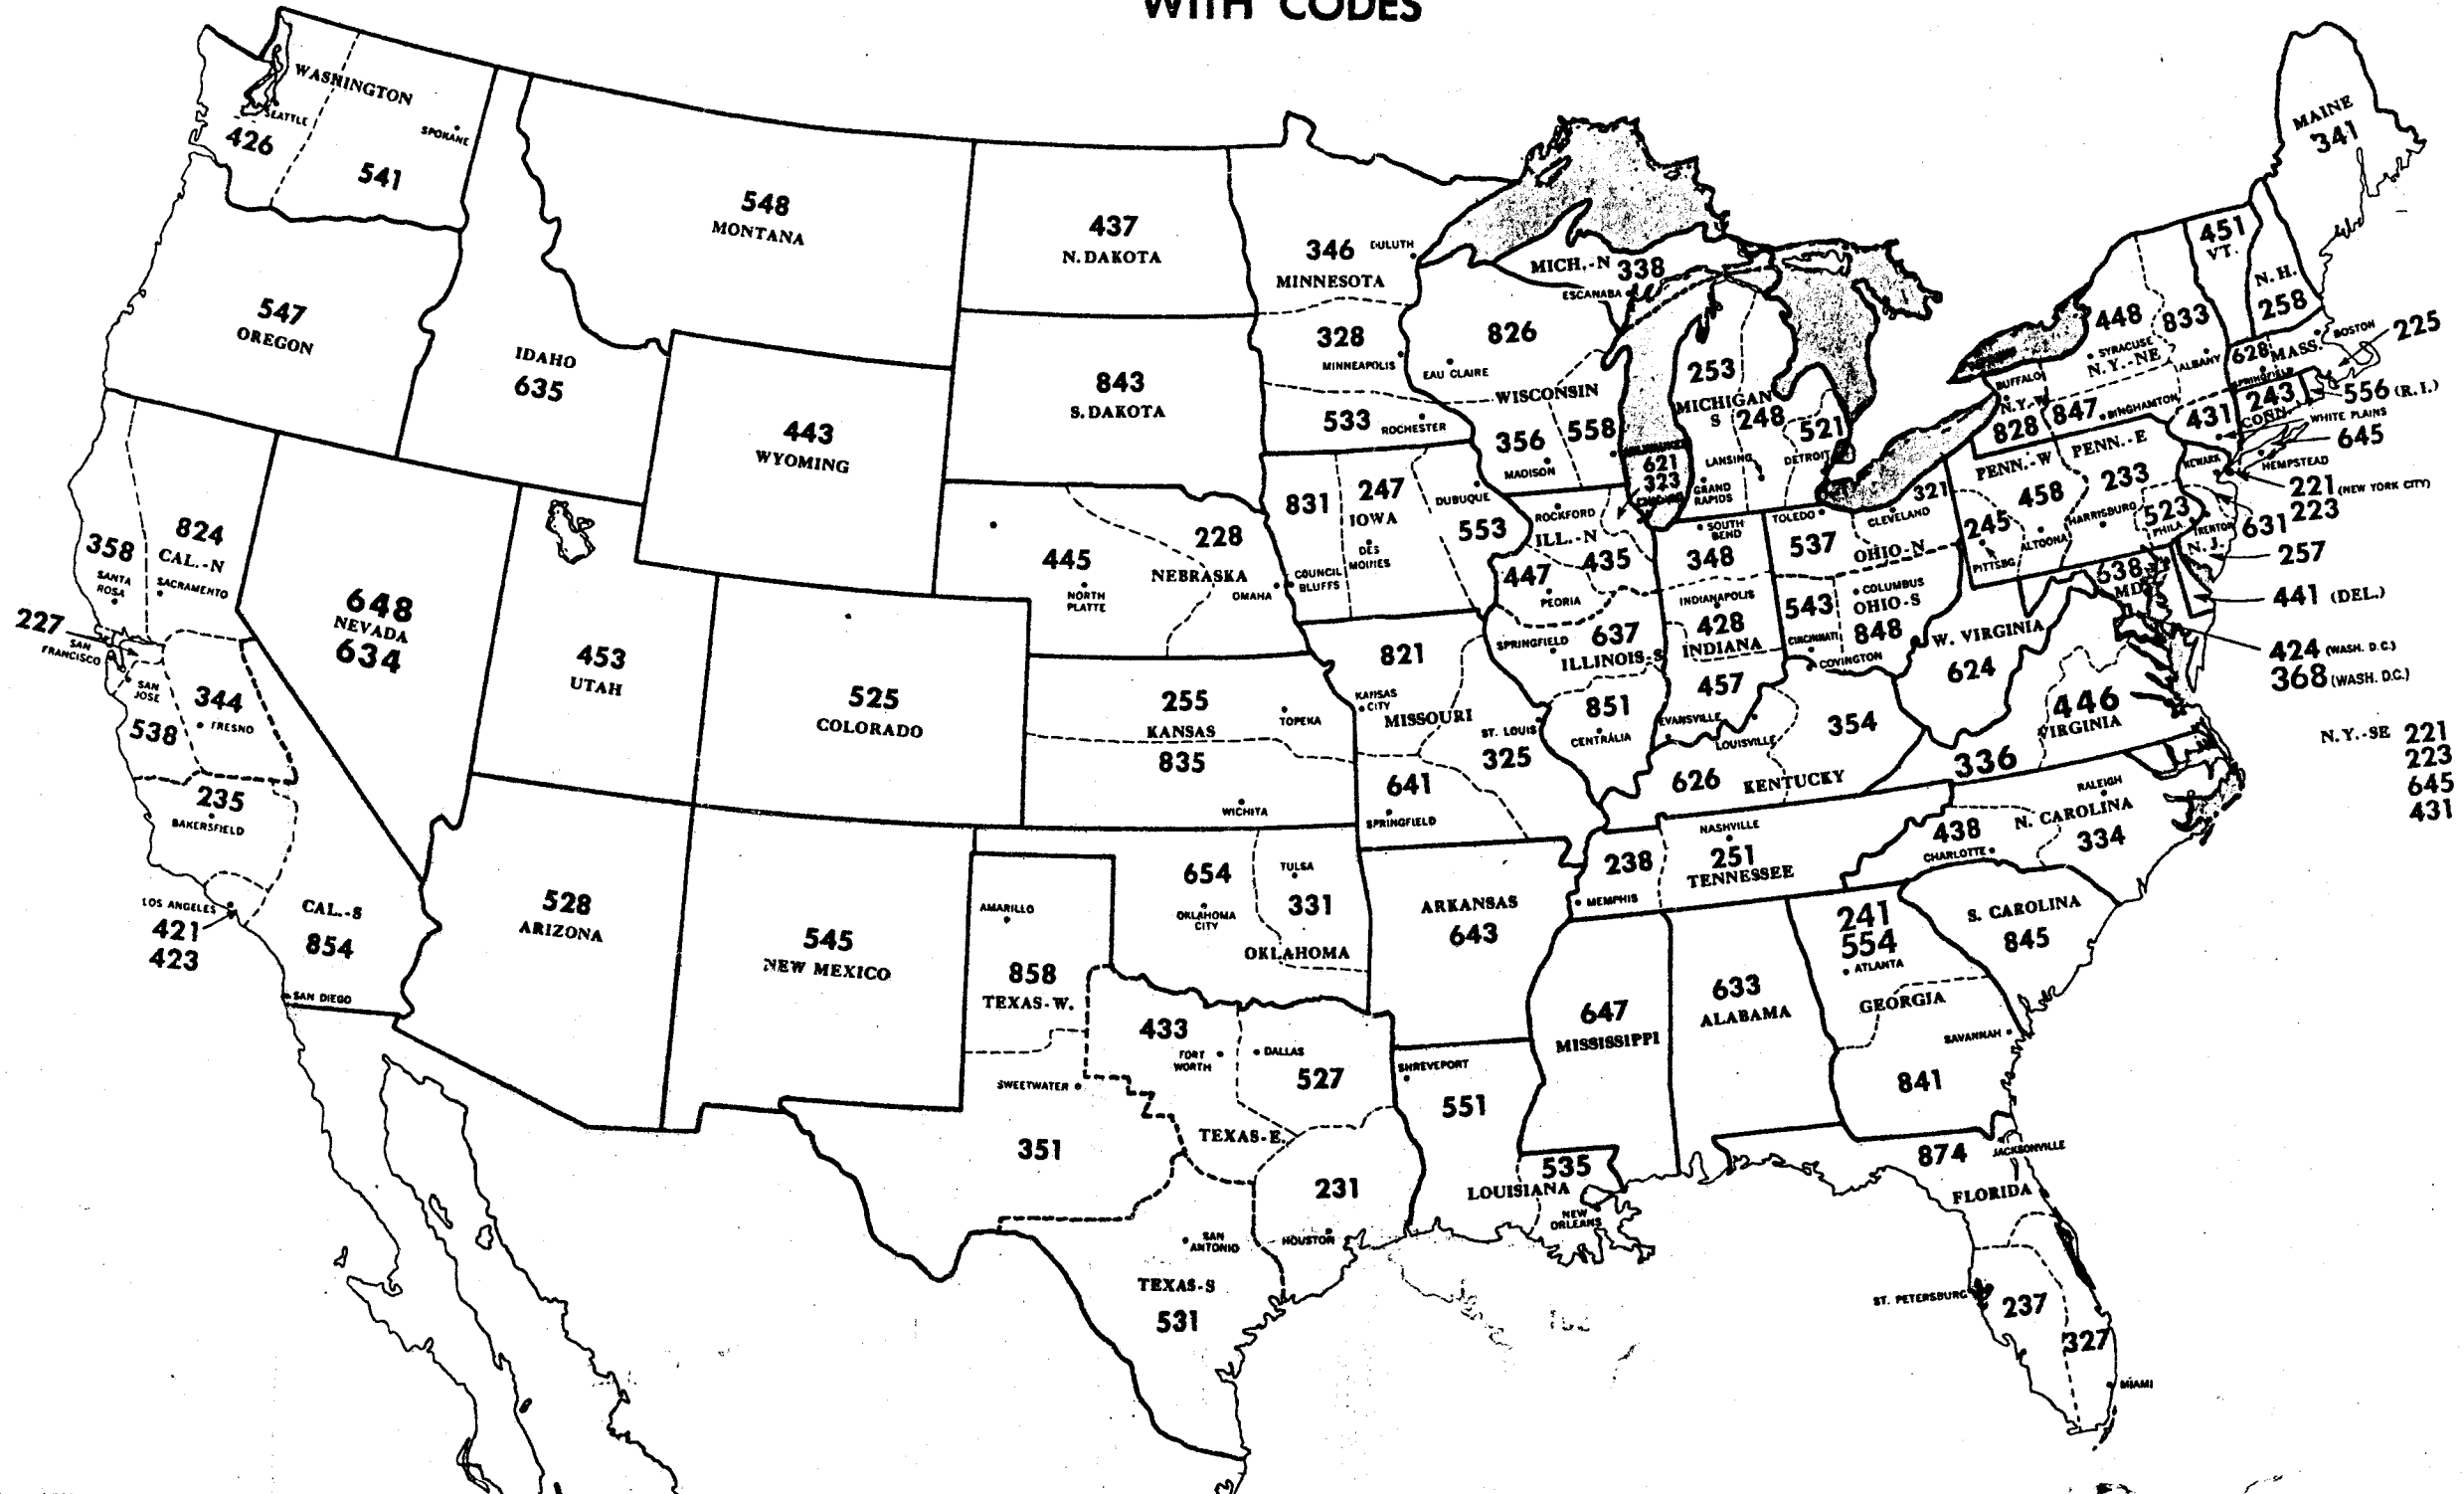 WITH CODES
WASHINGTON
SEATTLE
426
SPOKANE
541
547
OREGON
IDAHO
635
548
MONTANA
443
WYOMING
437
N. DAKOTA
843
S. DAKOTA
346
DULUTH
MINNESOTA
328
MINNEAPOLIS
533
ROCHESTER
MICH.-N
338
ESCANABA
826
EAU CLAIRE
WISCONSIN
356
558
MADISON
621
323
253
MICHIGAN
S
248
521
LANSING
DETROIT
GRAND
RAPIDS
MAINE
341
451
VT.
N. H.
258
448
833
SYRACUSE
N.Y.-NE
ALBANY
628
MASS.
BOSTON
225
SPRINGFIELD
243
CONN.
556 (R.I.)
WHITE PLAINS
645
BUFFALO
N.Y.-W
828
847
BINGHAMTON
431
HEMPSTEAD
NEWARK
221 (NEW YORK CITY)
223
631
257
PENN.-W
PENN.-E
233
458
HARRISBURG
523
PHILA
TRENTON
N.J.
245
ALTOONA
PITTSBG
321
CLEVELAND
638
MD
441 (DEL.)
424 (WASH. D.C.)
368 (WASH. D.C.)
N.Y.-SE 221
223
645
431
824
CAL.-N
358
SANTA
ROSA
SACRAMENTO
227
SAN
FRANCISCO
SAN
JOSE
344
FRESNO
538
235
BAKERSFIELD
LOS ANGELES
421
423
CAL.-S
854
SAN DIEGO
648
NEVADA
634
453
UTAH
525
COLORADO
528
ARIZONA
545
NEW MEXICO
445
NORTH
PLATTE
228
NEBRASKA
OMAHA
831
247
IOWA
DES
MOINES
COUNCIL
BLUFFS
DUBUQUE
553
255
KANSAS
TOPEKA
835
WICHITA
821
KANSAS
CITY
MISSOURI
ST. LOUIS
325
641
SPRINGFIELD
ROCKFORD
ILL.-N
435
447
PEORIA
SPRINGFIELD
637
ILLINOIS-S
851
CENTRALIA
SOUTH
BEND
348
INDIANAPOLIS
428
INDIANA
457
EVANSVILLE
TOLEDO
537
OHIO-N
COLUMBUS
OHIO-S
543
848
CINCINNATI
COVINGTON
W. VIRGINIA
624
446
VIRGINIA
336
354
LOUISVILLE
626
KENTUCKY
238
NASHVILLE
251
TENNESSEE
MEMPHIS
RALEIGH
N. CAROLINA
438
334
CHARLOTTE
S. CAROLINA
845
654
TULSA
331
OKLAHOMA
CITY
OKLAHOMA
ARKANSAS
643
AMARILLO
858
TEXAS-W.
433
FORT
WORTH
DALLAS
527
SWEETWATER
351
TEXAS-E.
231
HOUSTON
SAN
ANTONIO
TEXAS-S
531
SHREVEPORT
551
535
LOUISIANA
NEW
ORLEANS
647
MISSISSIPPI
633
ALABAMA
241
554
ATLANTA
GEORGIA
SAVANNAH
841
874
JACKSONVILLE
FLORIDA
ST. PETERSBURG
237
327
MIAMI